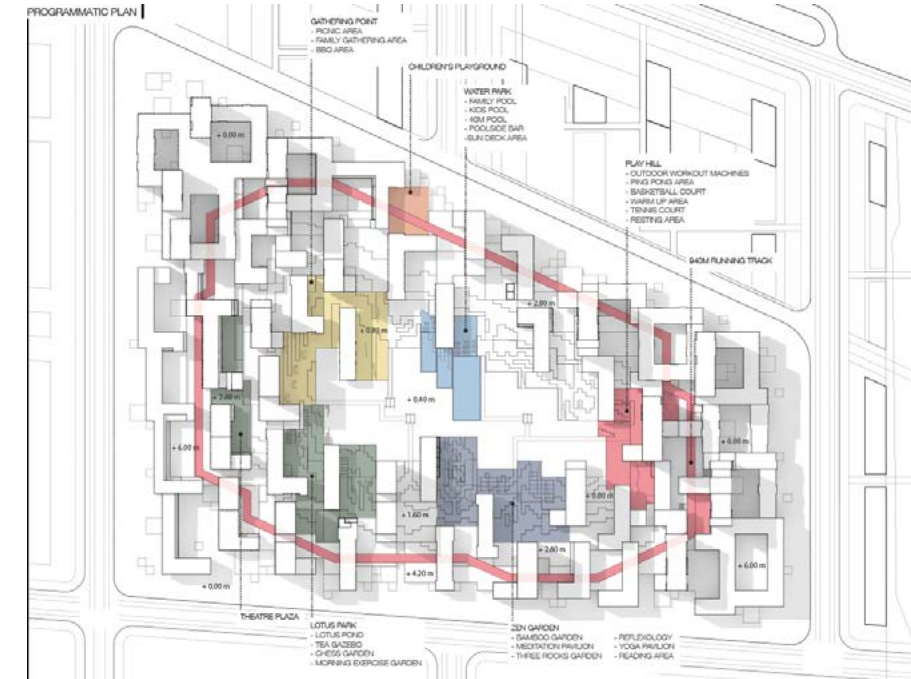 PROGRAMMATIC PLAN
GATHERING POINT
- PICNIC AREA
- FAMILY GATHERING AREA
- BBQ AREA
CHILDREN'S PLAYGROUND
WATER PARK
- FAMILY POOL
- KIDS POOL
- 40M POOL
- POOLSIDE BAR
-SUN DECK AREA
PLAY HILL
- OUTDOOR WORKOUT MACHINES
- PING PONG AREA
- BASKETBALL COURT
- WARM UP AREA
- TENNIS COURT
- RESTING AREA
940M RUNNING TRACK
+ 0.00 m
+ 2.80 m
+ 0.80 m
+ 2.80 m
+ 0.40 m
+ 6.00 m
+ 0.00 m
+ 0.00 m
+ 1.60 m
+ 2.80 m
+ 4.20 m
+ 6.00 m
+ 0.00 m
THEATRE PLAZA
LOTUS PARK
- LOTUS POND
- TEA GAZEBO
- CHESS GARDEN
- MORNING EXERCISE GARDEN
ZEN GARDEN
- BAMBOO GARDEN
- MEDITATION PAVILION
- THREE ROCKS GARDEN
- REFLEXOLOGY
- YOGA PAVILION
- READING AREA